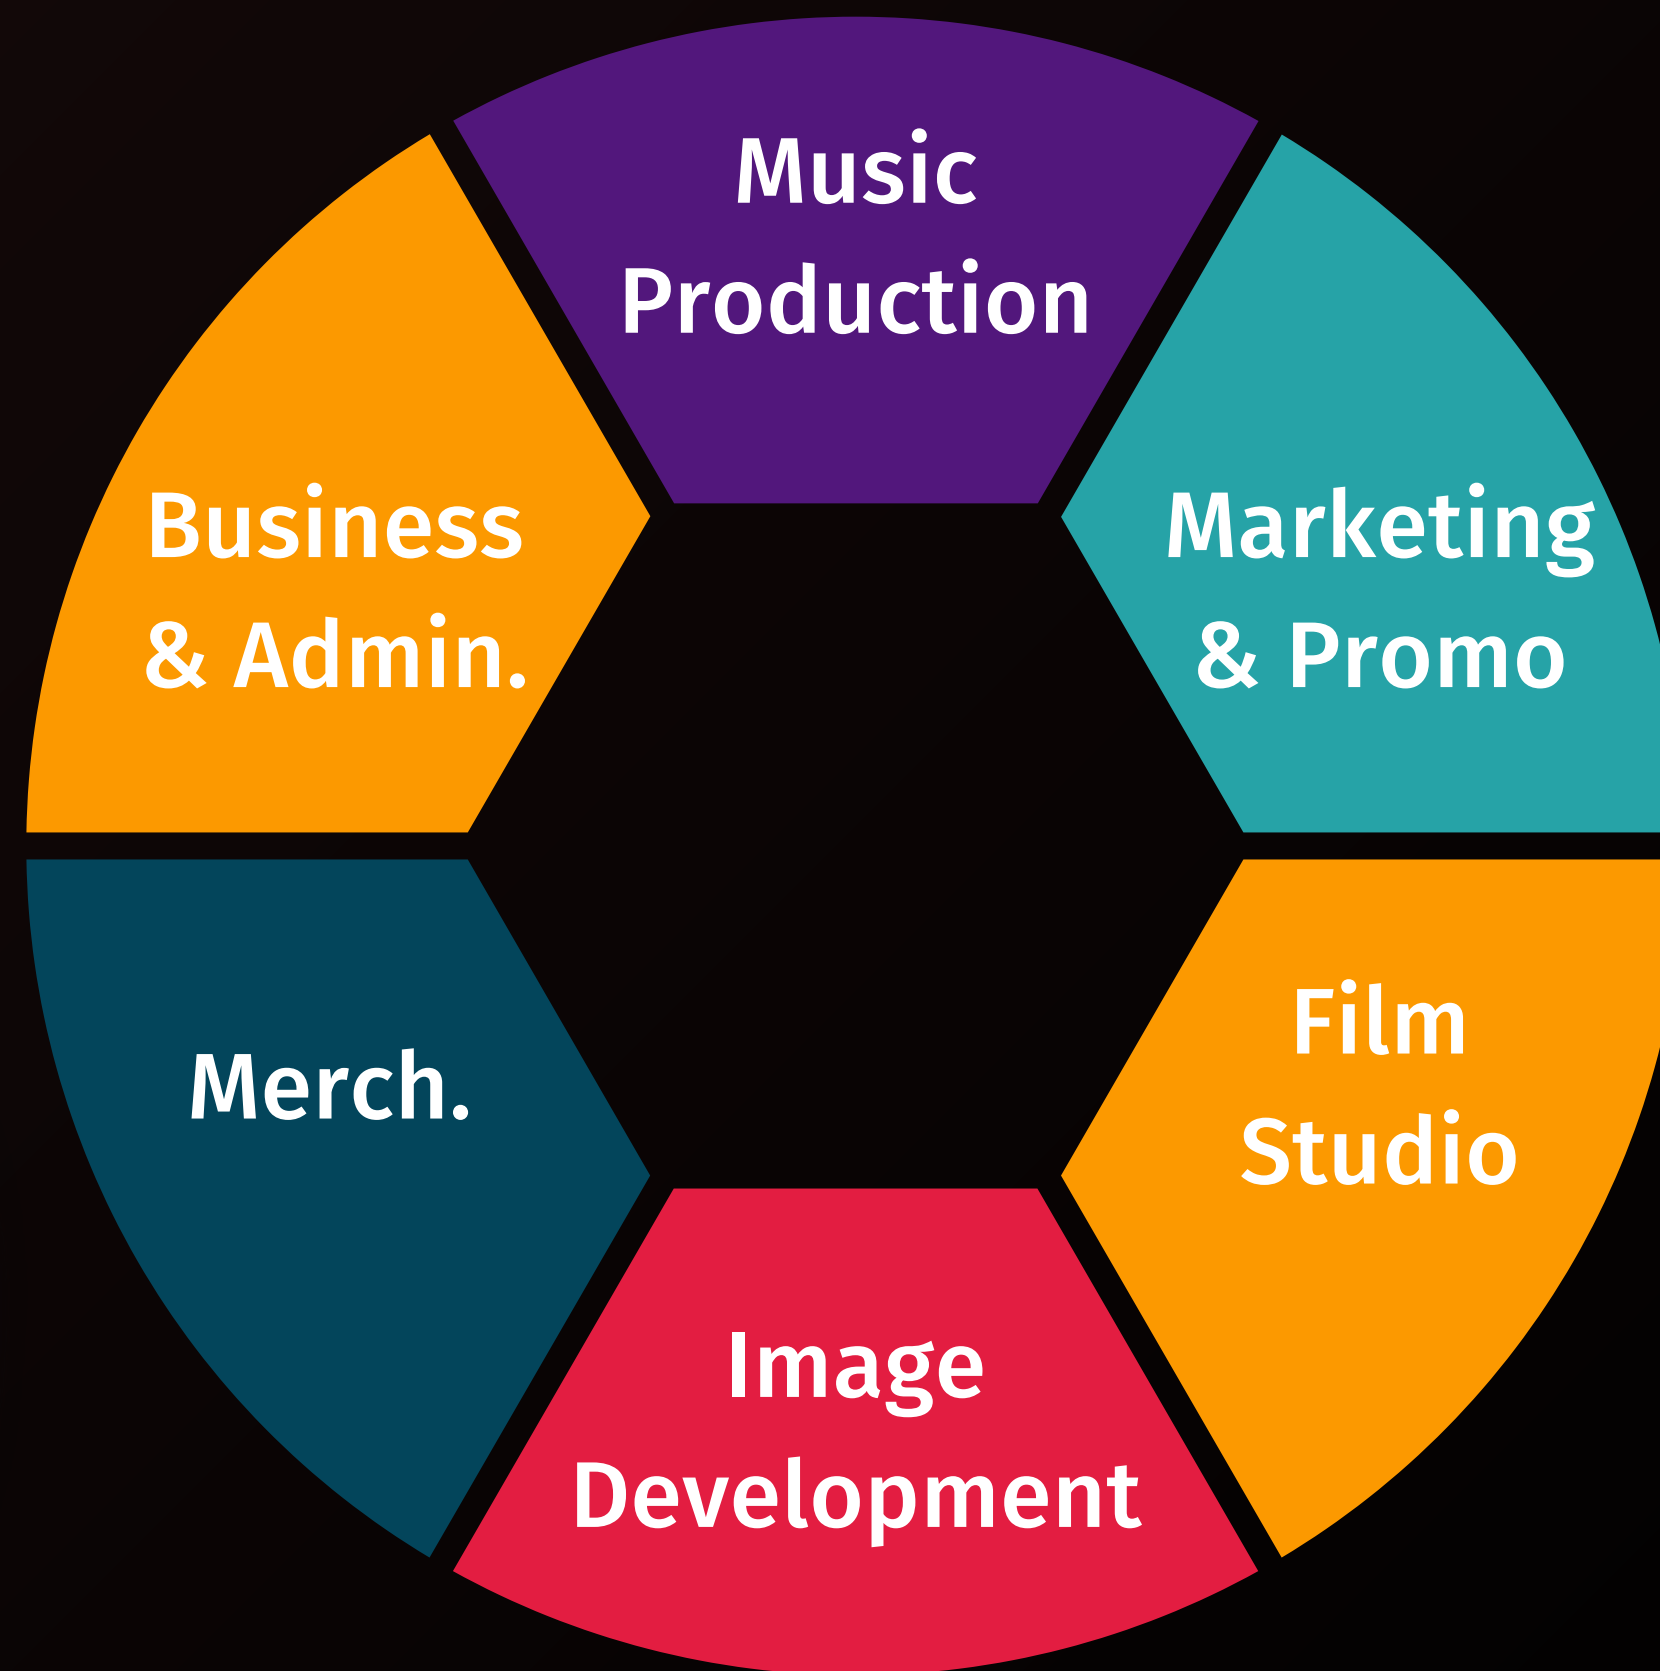 Music
Production
Marketing
& Promo
Film
Studio
Image
Development
Merch.
Business
& Admin.